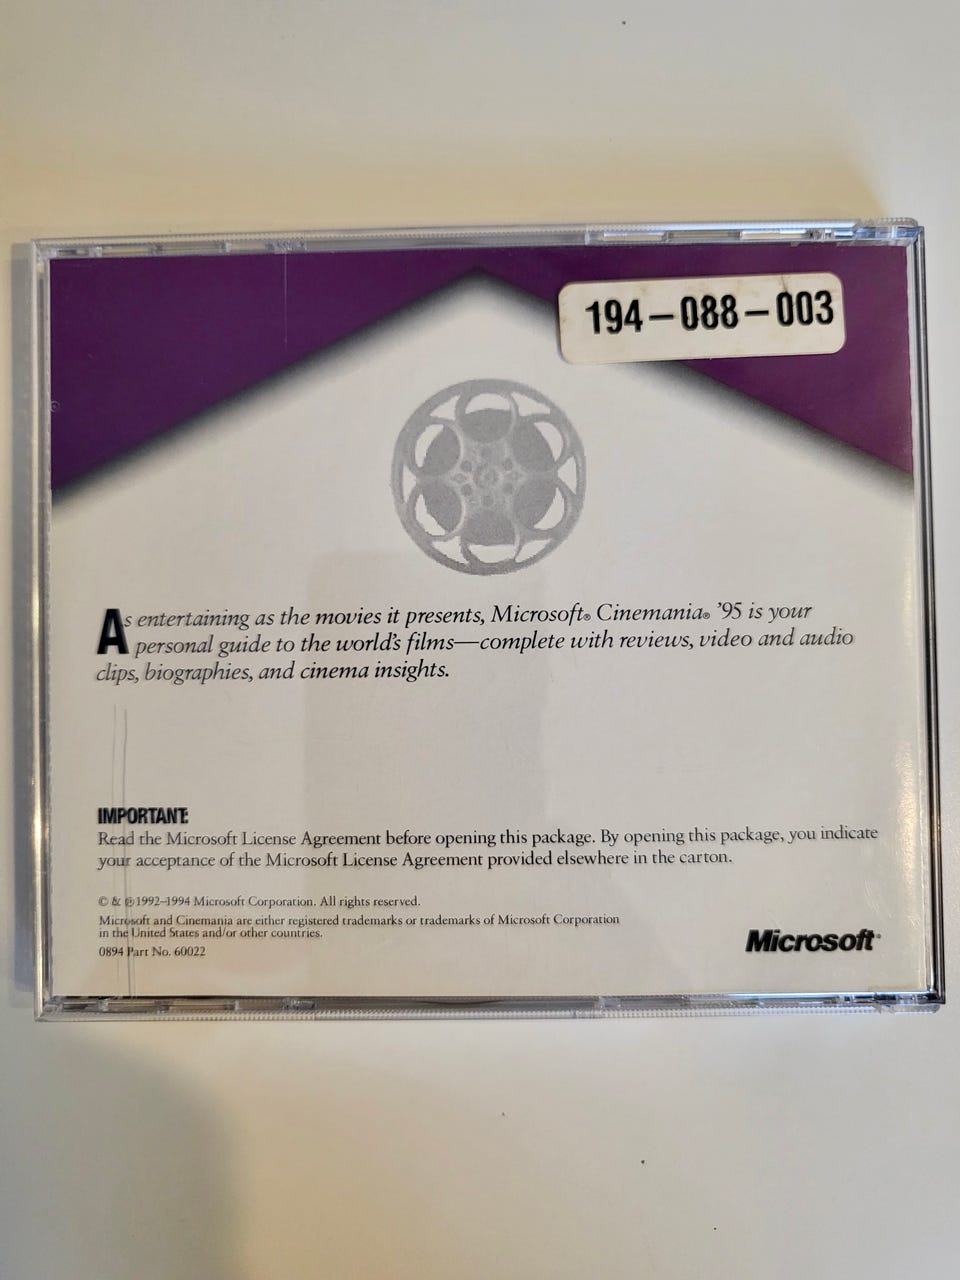 194-088-003
As entertaining as the movies it presents, Microsoft® Cinemania® '95 is your
personal guide to the world's films—complete with reviews, video and audio
clips, biographies, and cinema insights.
IMPORTANT:
Read the Microsoft License Agreement before opening this package. By opening this package, you indicate
your acceptance of the Microsoft License Agreement provided elsewhere in the carton.
© & ℗ 1992–1994 Microsoft Corporation. All rights reserved.
Microsoft and Cinemania are either registered trademarks or trademarks of Microsoft Corporation
in the United States and/or other countries.
0894 Part No. 60022
Microsoft®